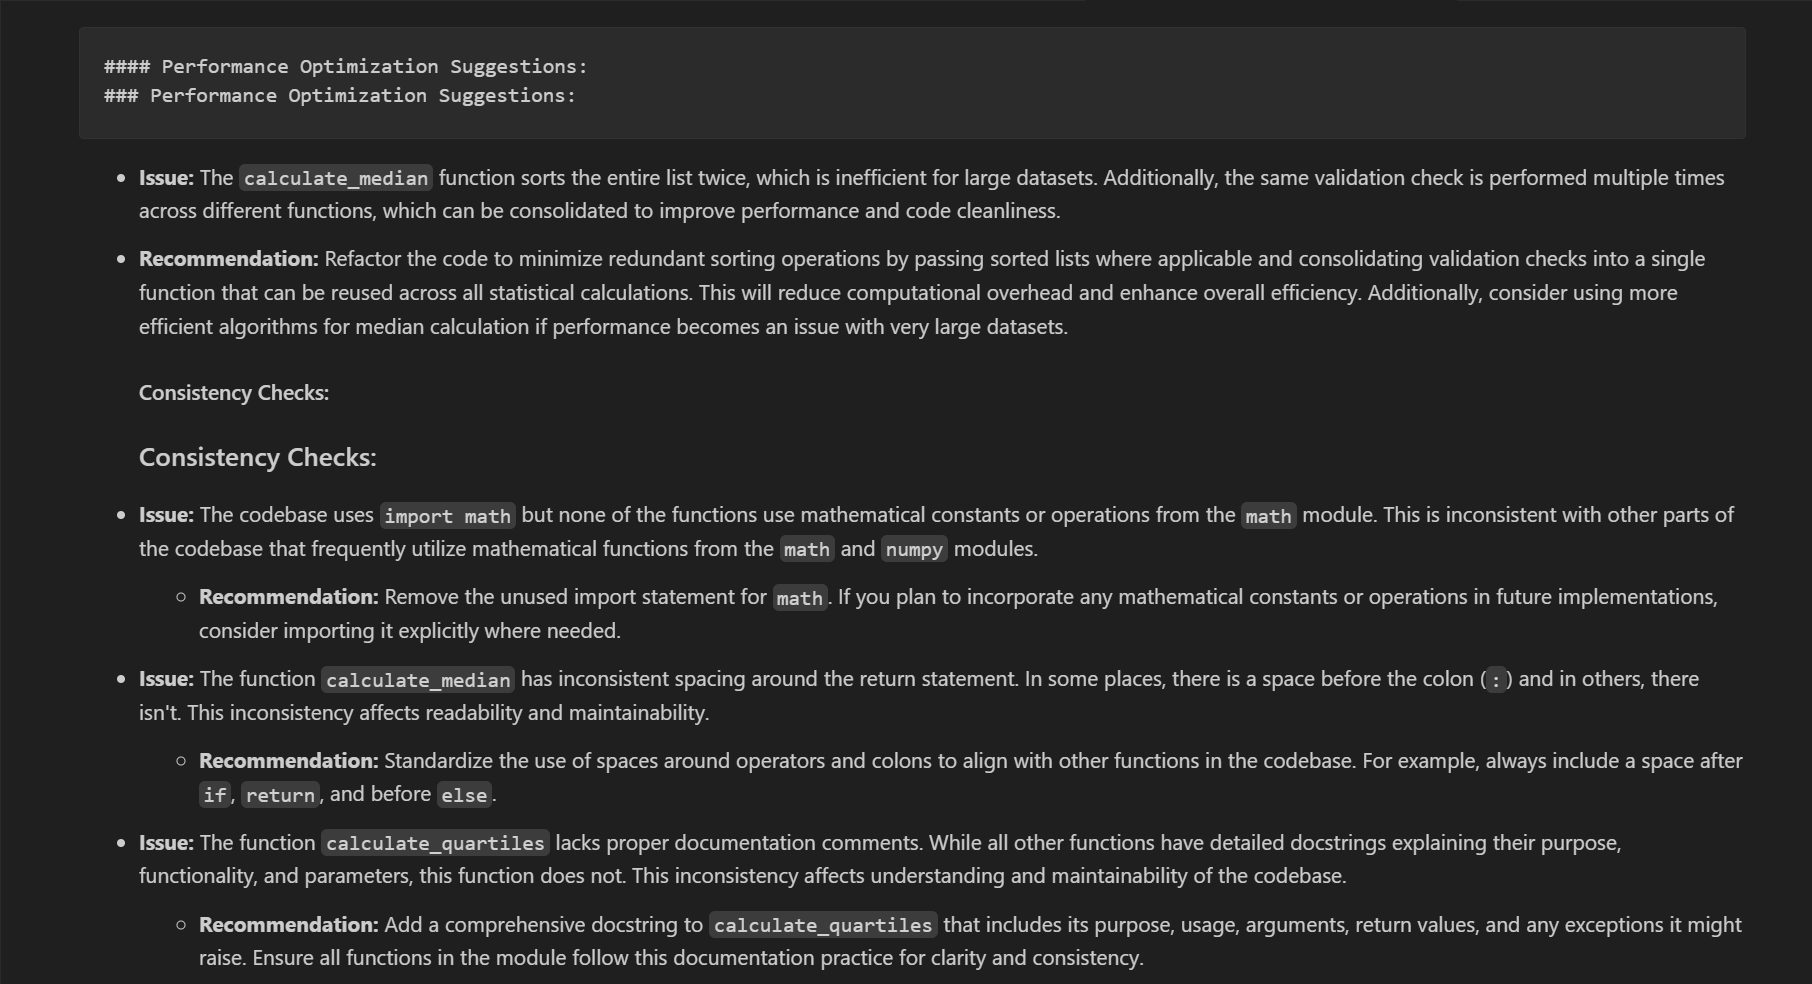 #### Performance Optimization Suggestions:
### Performance Optimization Suggestions:
• Issue: The calculate_median function sorts the entire list twice, which is inefficient for large datasets. Additionally, the same validation check is performed multiple times
across different functions, which can be consolidated to improve performance and code cleanliness.
• Recommendation: Refactor the code to minimize redundant sorting operations by passing sorted lists where applicable and consolidating validation checks into a single
function that can be reused across all statistical calculations. This will reduce computational overhead and enhance overall efficiency. Additionally, consider using more
efficient algorithms for median calculation if performance becomes an issue with very large datasets.
Consistency Checks:
Consistency Checks:
• Issue: The codebase uses import math but none of the functions use mathematical constants or operations from the math module. This is inconsistent with other parts of
the codebase that frequently utilize mathematical functions from the math and numpy modules.
○ Recommendation: Remove the unused import statement for math. If you plan to incorporate any mathematical constants or operations in future implementations,
consider importing it explicitly where needed.
• Issue: The function calculate_median has inconsistent spacing around the return statement. In some places, there is a space before the colon (:) and in others, there
isn't. This inconsistency affects readability and maintainability.
○ Recommendation: Standardize the use of spaces around operators and colons to align with other functions in the codebase. For example, always include a space after
if, return, and before else.
• Issue: The function calculate_quartiles lacks proper documentation comments. While all other functions have detailed docstrings explaining their purpose,
functionality, and parameters, this function does not. This inconsistency affects understanding and maintainability of the codebase.
○ Recommendation: Add a comprehensive docstring to calculate_quartiles that includes its purpose, usage, arguments, return values, and any exceptions it might
raise. Ensure all functions in the module follow this documentation practice for clarity and consistency.